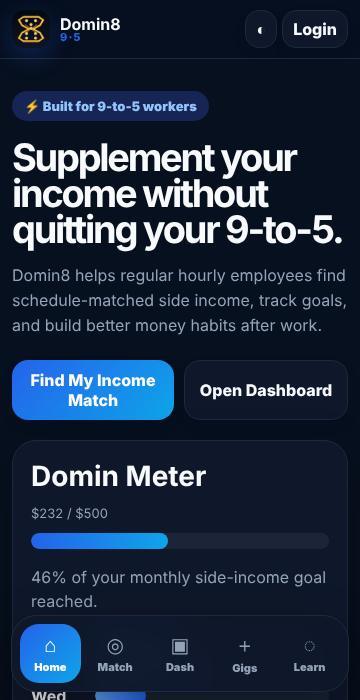 Domin8
9·5
Login
⚡ Built for 9-to-5 workers
Supplement your
income without
quitting your 9-to-5.
Domin8 helps regular hourly employees find
schedule-matched side income, track goals,
and build better money habits after work.
Find My Income
Match
Open Dashboard
Domin Meter
$232 / $500
46% of your monthly side-income goal
reached.
Home
Match
Dash
Gigs
Learn
Wed